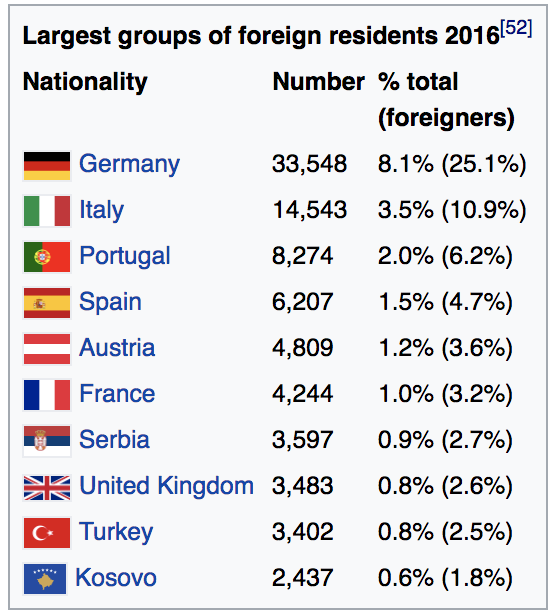 Largest groups of foreign residents 2016[52]
Nationality Number % total
(foreigners)
Germany 33,548 8.1% (25.1%)
Italy 14,543 3.5% (10.9%)
Portugal 8,274 2.0% (6.2%)
Spain 6,207 1.5% (4.7%)
Austria 4,809 1.2% (3.6%)
France 4,244 1.0% (3.2%)
Serbia 3,597 0.9% (2.7%)
United Kingdom 3,483 0.8% (2.6%)
Turkey 3,402 0.8% (2.5%)
Kosovo 2,437 0.6% (1.8%)